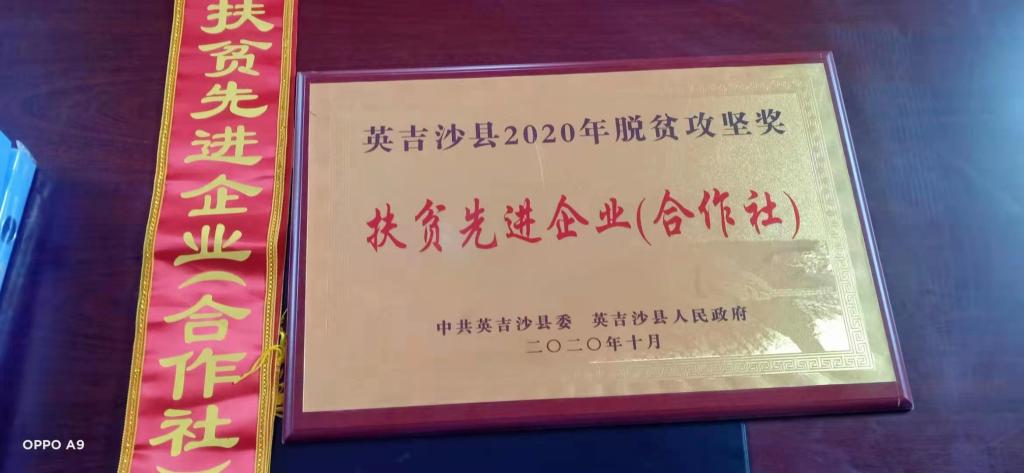 扶贫先进企业（合作社）
英吉沙县2020年脱贫攻坚奖
扶贫先进企业(合作社)
中共英吉沙县委 英吉沙县人民政府
二〇二〇年十月
OPPO A9